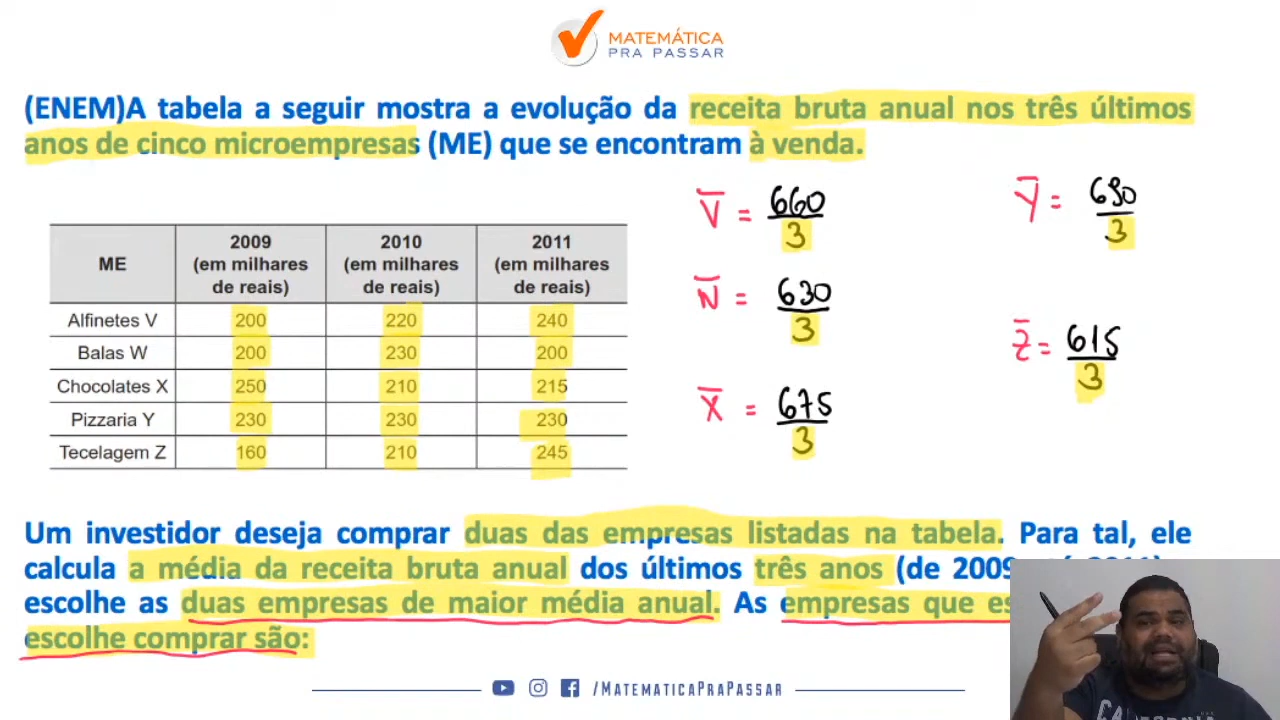 MATEMÁTICA
PRA PASSAR
(ENEM)A tabela a seguir mostra a evolução da receita bruta anual nos três últimos
anos de cinco microempresas (ME) que se encontram à venda.
ME 2009 (em milhares de reais) 2010 (em milhares de reais) 2011 (em milhares de reais)
Alfinetes V 200 220 240
Balas W 200 230 200
Chocolates X 250 210 215
Pizzaria Y 230 230 230
Tecelagem Z 160 210 245
V̅ = 660/3
W̅ = 630/3
X̅ = 675/3
Y̅ = 690/3
Z̅ = 615/3
Um investidor deseja comprar duas das empresas listadas na tabela. Para tal, ele
calcula a média da receita bruta anual dos últimos três anos (de 2009
escolhe as duas empresas de maior média anual. As empresas que
escolhe comprar são:
/MATEMATICAPRAPASSAR